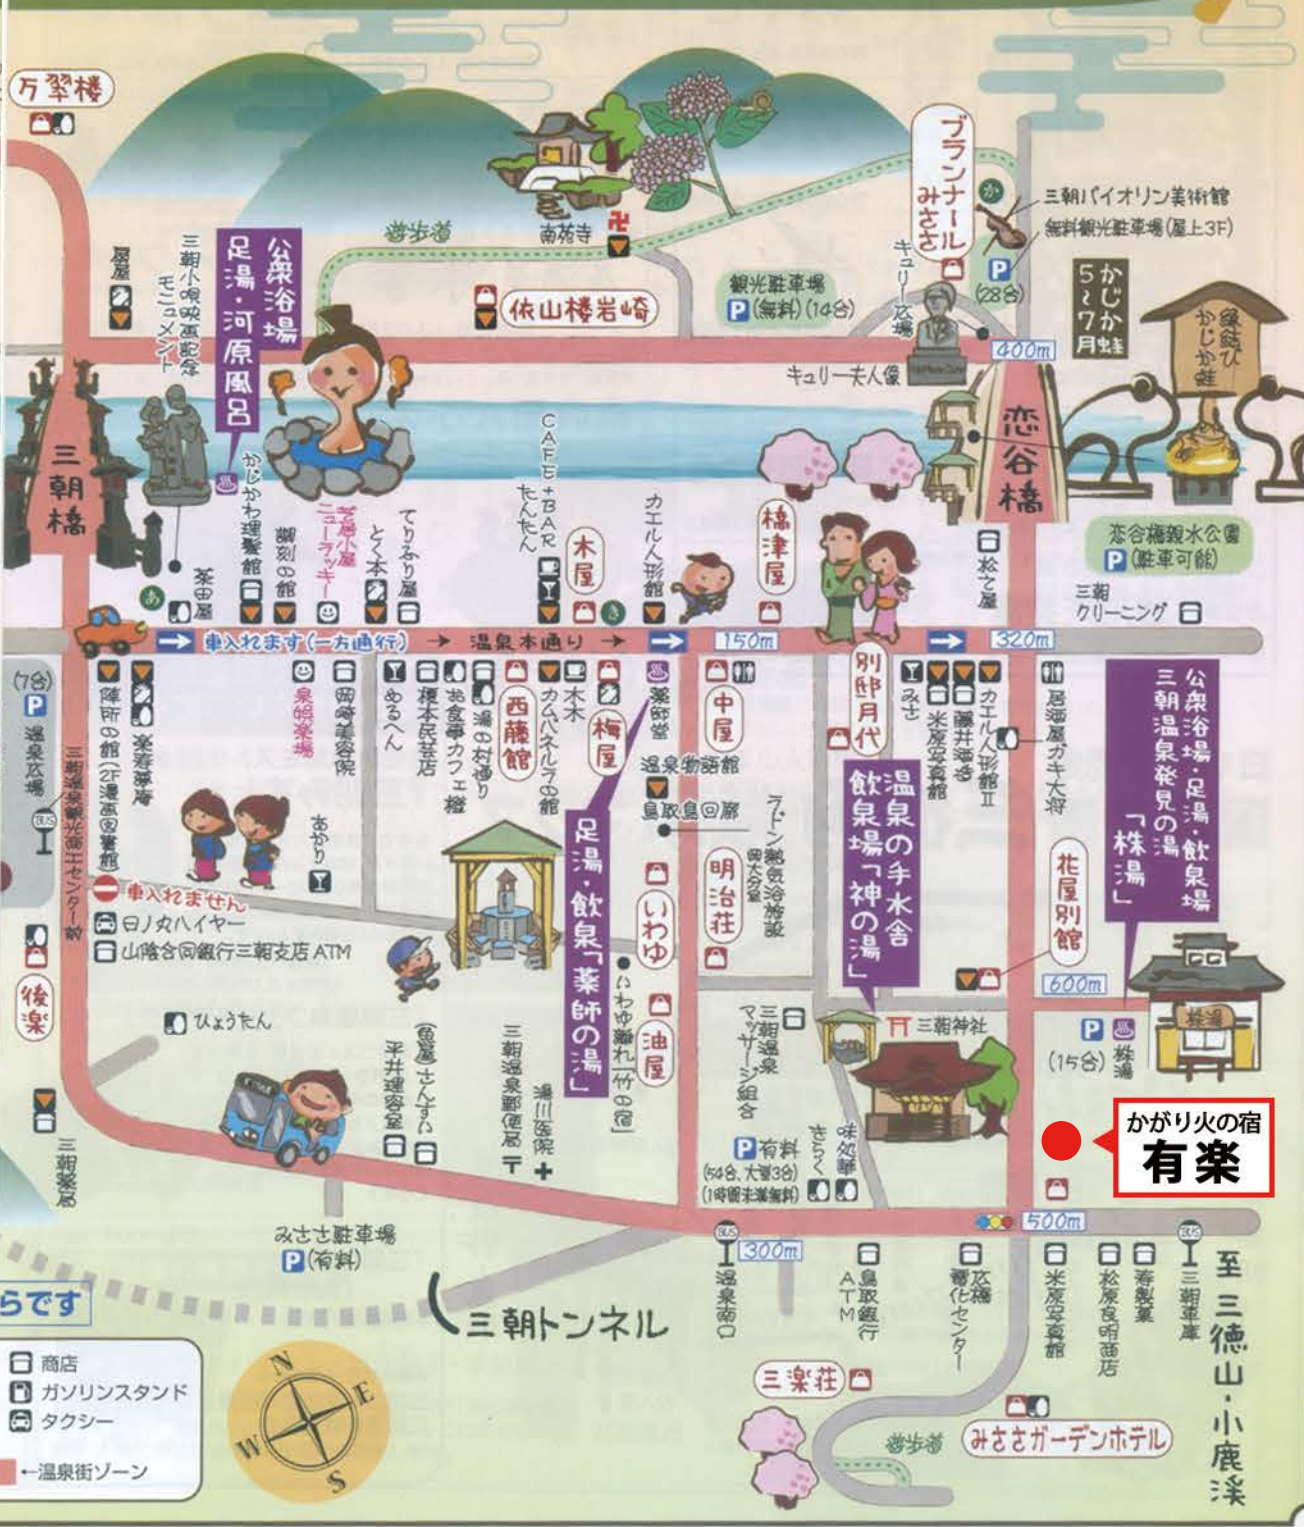 万翠楼
扇屋
三朝小唄映画記念
モニュメント
公衆浴場
足湯・河原風呂
遊歩道
南苑寺
依山楼岩崎
観光駐車場
P(無料)(14台)
ブランナール
みささ
キュリー広場
キュリー夫人像
か
三朝バイオリン美術館
無料観光駐車場(屋上3F)
P
(28台)
かじか蛙
5〜7月
縁結び
かじか蛙
400m
三朝橋
恋谷橋
恋谷橋親水公園
P(駐車可能)
三朝
クリーニング
あ
茶田屋
かじかわ理髪館
彫刻の館
芝居小屋
ニューラッキー
とく本
てりふり屋
CAFE+BAR
たんたん
木屋
き
カエル人形館
橋津屋
松之屋
→ 車入れます(一方通行) → 温泉本通り → →
150m
→
320m
(7台)
P
温泉広場
BUS
三朝温泉観光商工センター
陣所の館(2F漫画図書館)
楽寿夢庵
泉娯楽場
岡崎美容院
めるへん
榎本民芸店
お食事カフェ橙
湯の村通り
西藤館
カムパネルラの館
木木
梅屋
薬師堂
温泉物語館
鳥取島回廊
中屋
別邸月代
みさ
米原写真館
藤井酒造
カエル人形館Ⅱ
居酒屋ガキ大将
公衆浴場・足湯・飲泉場
三朝温泉発見の湯
「株湯」
温泉の手水舎
飲泉場「神の湯」
足湯・飲泉「薬師の湯」
ラドン熱気浴施設
明治荘
いわゆ
いわゆ離れ「竹の宿」
油屋
花屋別館
600m
あかり
車入れません
日ノ丸ハイヤー
山陰合同銀行三朝支店ATM
後楽
ひょうたん
米井理容室
(魚屋)さんすい
三朝温泉郵便局
〒
湯川医院
三朝温泉
マッサージ組合
三朝神社
P
(15台)
株湯
株湯
かがり火の宿
有楽
P有料
(54台、大型3台)
(1時間未満無料)
きらく
味処華
みささ駐車場
P(有料)
三朝トンネル
BUS
300m
温泉南口
鳥取銀行
ATM
広橋
電化センター
500m
米原写真館
松原良明商店
寿製菓
BUS
三朝車庫
至三徳山・小鹿渓
三楽荘
遊歩道
みささガーデンホテル
らです
商店
ガソリンスタンド
タクシー
←温泉街ゾーン
N
E
W
S